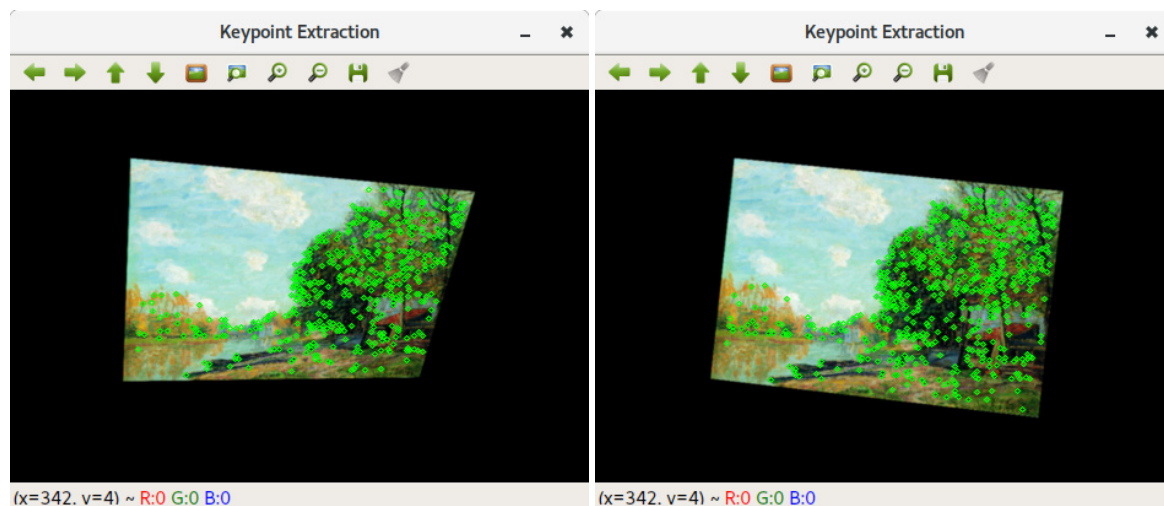 Keypoint Extraction
Keypoint Extraction
(x=342, y=4) ~ R:0 G:0 B:0
(x=342, y=4) ~ R:0 G:0 B:0